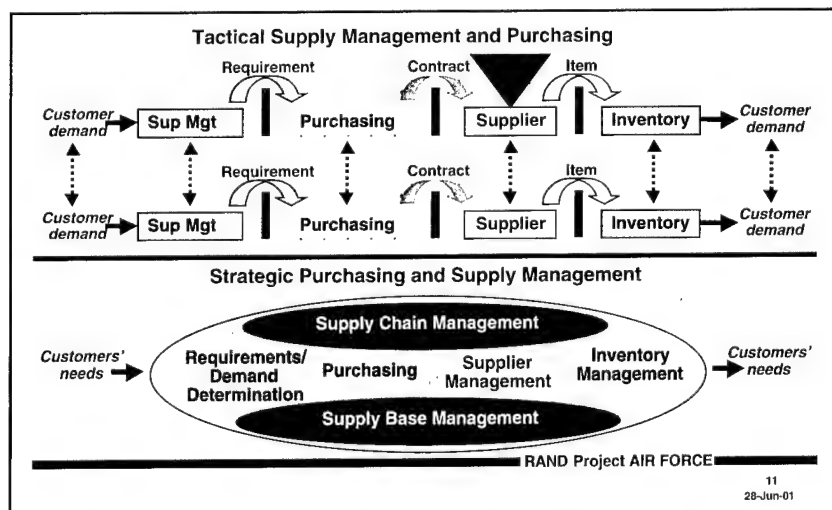 Tactical Supply Management and Purchasing
Requirement Contract Item
Customer demand Sup Mgt Purchasing Supplier Inventory Customer demand
Requirement Contract Item
Customer demand Sup Mgt Purchasing Supplier Inventory Customer demand
Strategic Purchasing and Supply Management
Supply Chain Management
Customers' needs
Requirements/
Demand
Determination
Purchasing
Supplier
Management
Inventory
Management
Customers'
needs
Supply Base Management
RAND Project AIR FORCE
11
28-Jun-01